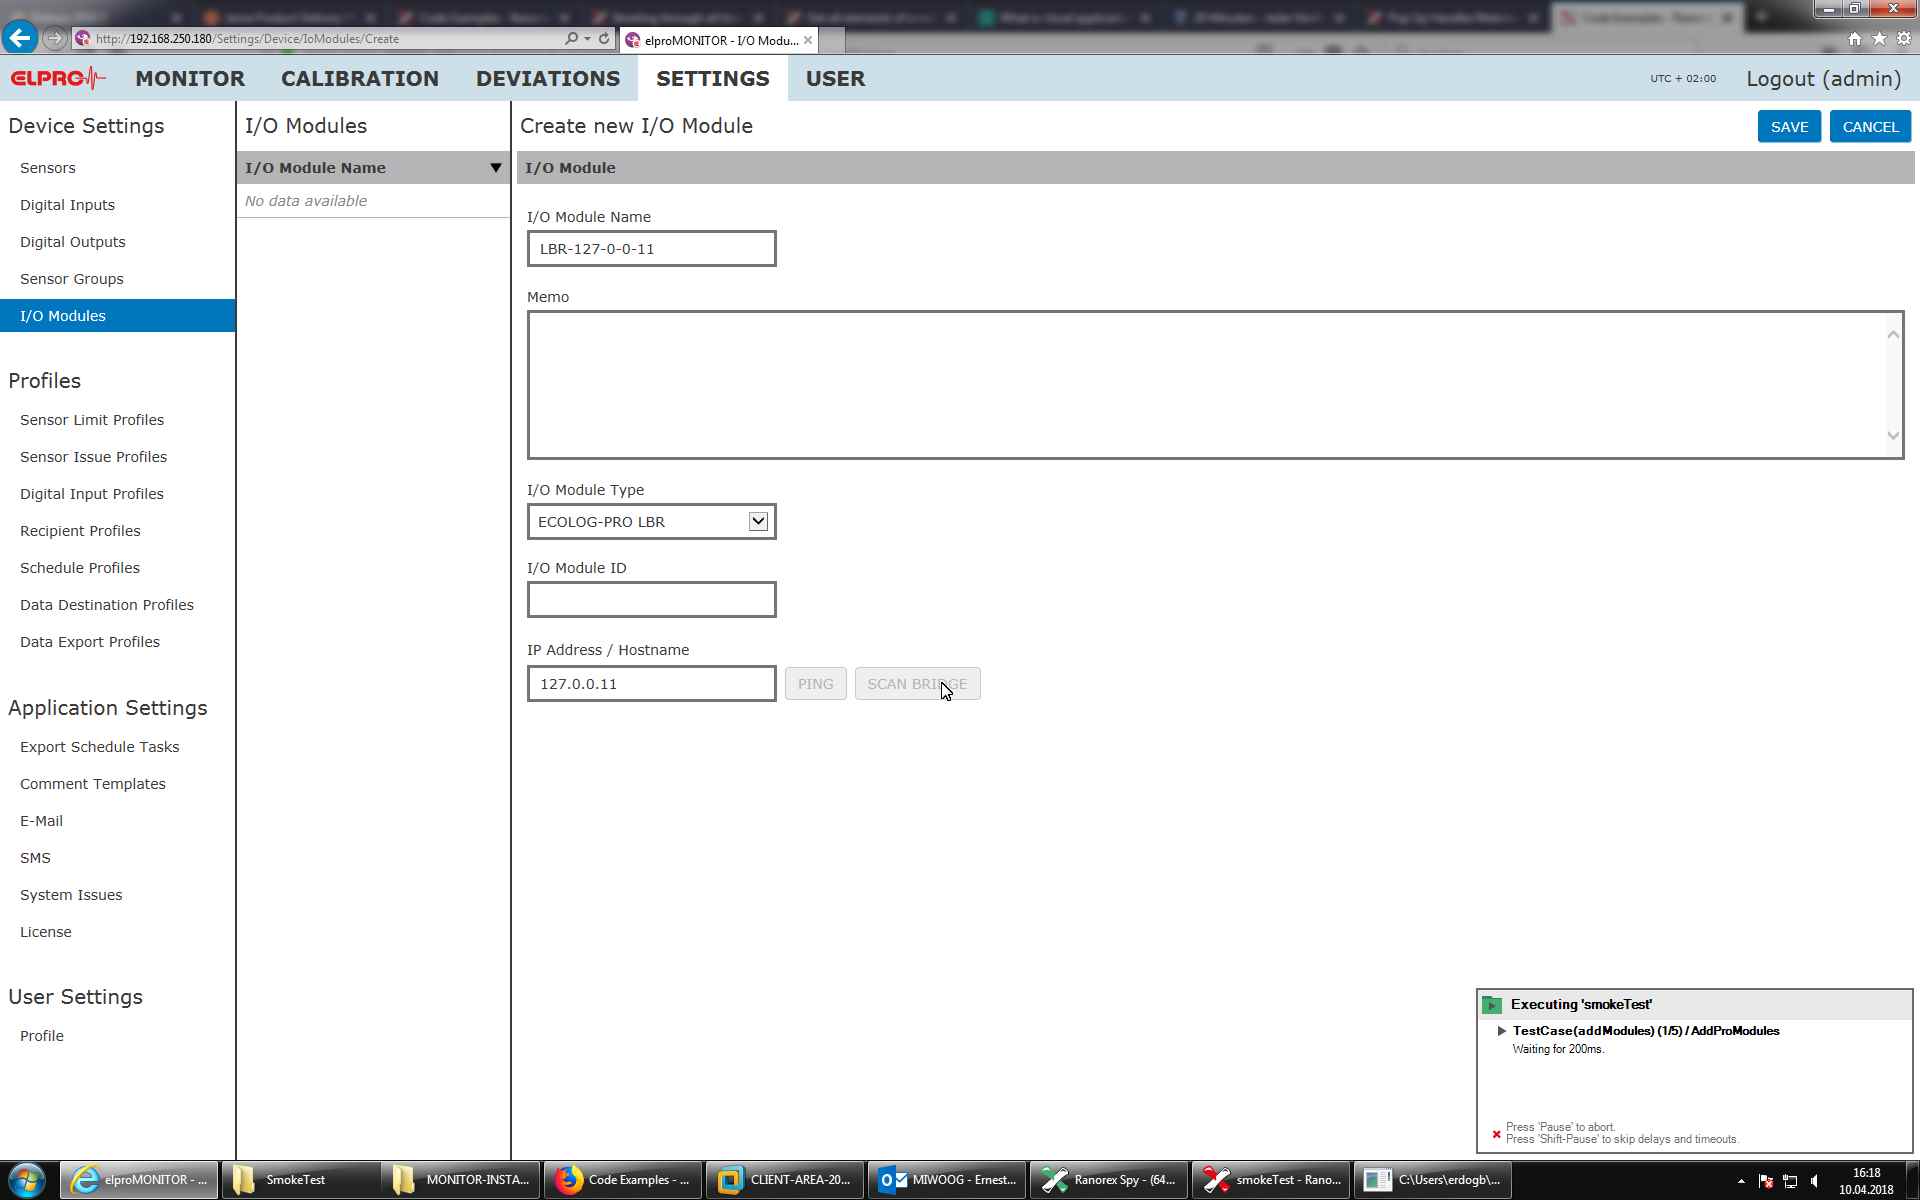 http://192.168.250.180/Settings/Device/IoModules/Create
elproMONITOR - I/O Modu...
ELPRO
MONITOR
CALIBRATION
DEVIATIONS
SETTINGS
USER
UTC + 02:00
Logout (admin)
Device Settings
Sensors
Digital Inputs
Digital Outputs
Sensor Groups
I/O Modules
Profiles
Sensor Limit Profiles
Sensor Issue Profiles
Digital Input Profiles
Recipient Profiles
Schedule Profiles
Data Destination Profiles
Data Export Profiles
Application Settings
Export Schedule Tasks
Comment Templates
E-Mail
SMS
System Issues
License
User Settings
Profile
I/O Modules
I/O Module Name
No data available
Create new I/O Module
SAVE
CANCEL
I/O Module
I/O Module Name
LBR-127-0-0-11
Memo
I/O Module Type
ECOLOG-PRO LBR
I/O Module ID
IP Address / Hostname
127.0.0.11
PING
SCAN BRIDGE
Executing 'smokeTest'
TestCase(addModules) (1/5) / AddProModules
Waiting for 200ms.
Press 'Pause' to abort.
Press 'Shift-Pause' to skip delays and timeouts.
elproMONITOR - ...
SmokeTest
MONITOR-INSTA...
Code Examples - ...
CLIENT-AREA-20...
MIWOOG - Ernest...
Ranorex Spy - (64...
smokeTest - Rano...
C:\Users\erdogb\...
16:18
10.04.2018